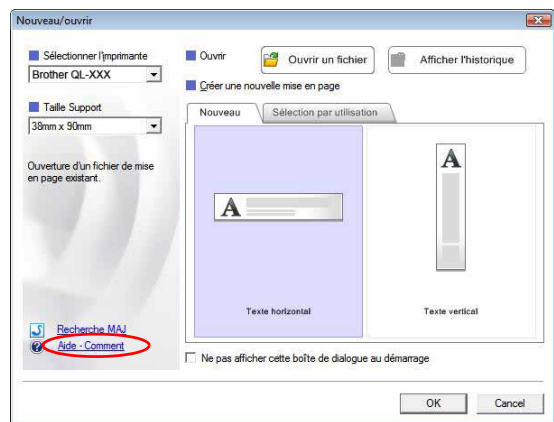 Nouveau/ouvrir
Sélectionner l'imprimante
Brother QL-XXX
Taille Support
38mm x 90mm
Ouverture d'un fichier de mise
en page existant.
Recherche MAJ
Aide - Comment
Ouvrir
Ouvrir un fichier
Afficher l'historique
Créer une nouvelle mise en page
Nouveau
Sélection par utilisation
A
Texte horizontal
A
Texte vertical
Ne pas afficher cette boîte de dialogue au démarrage
OK
Cancel